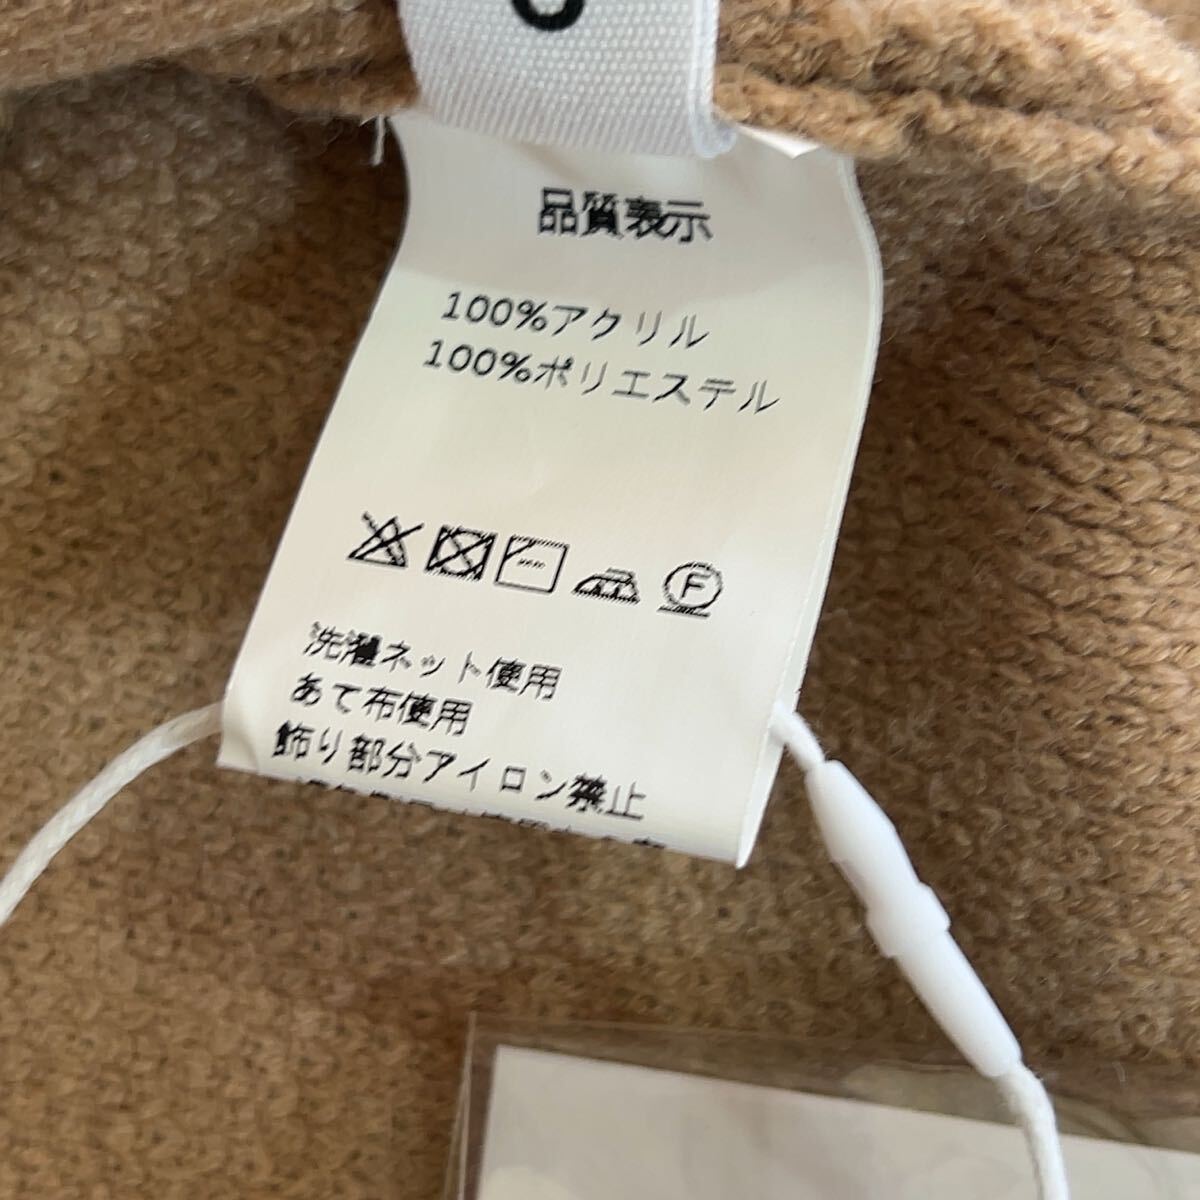 品質表示
100%アクリル
100%ポリエステル
F
洗濯ネット使用
あて布使用
飾り部分アイロン禁止